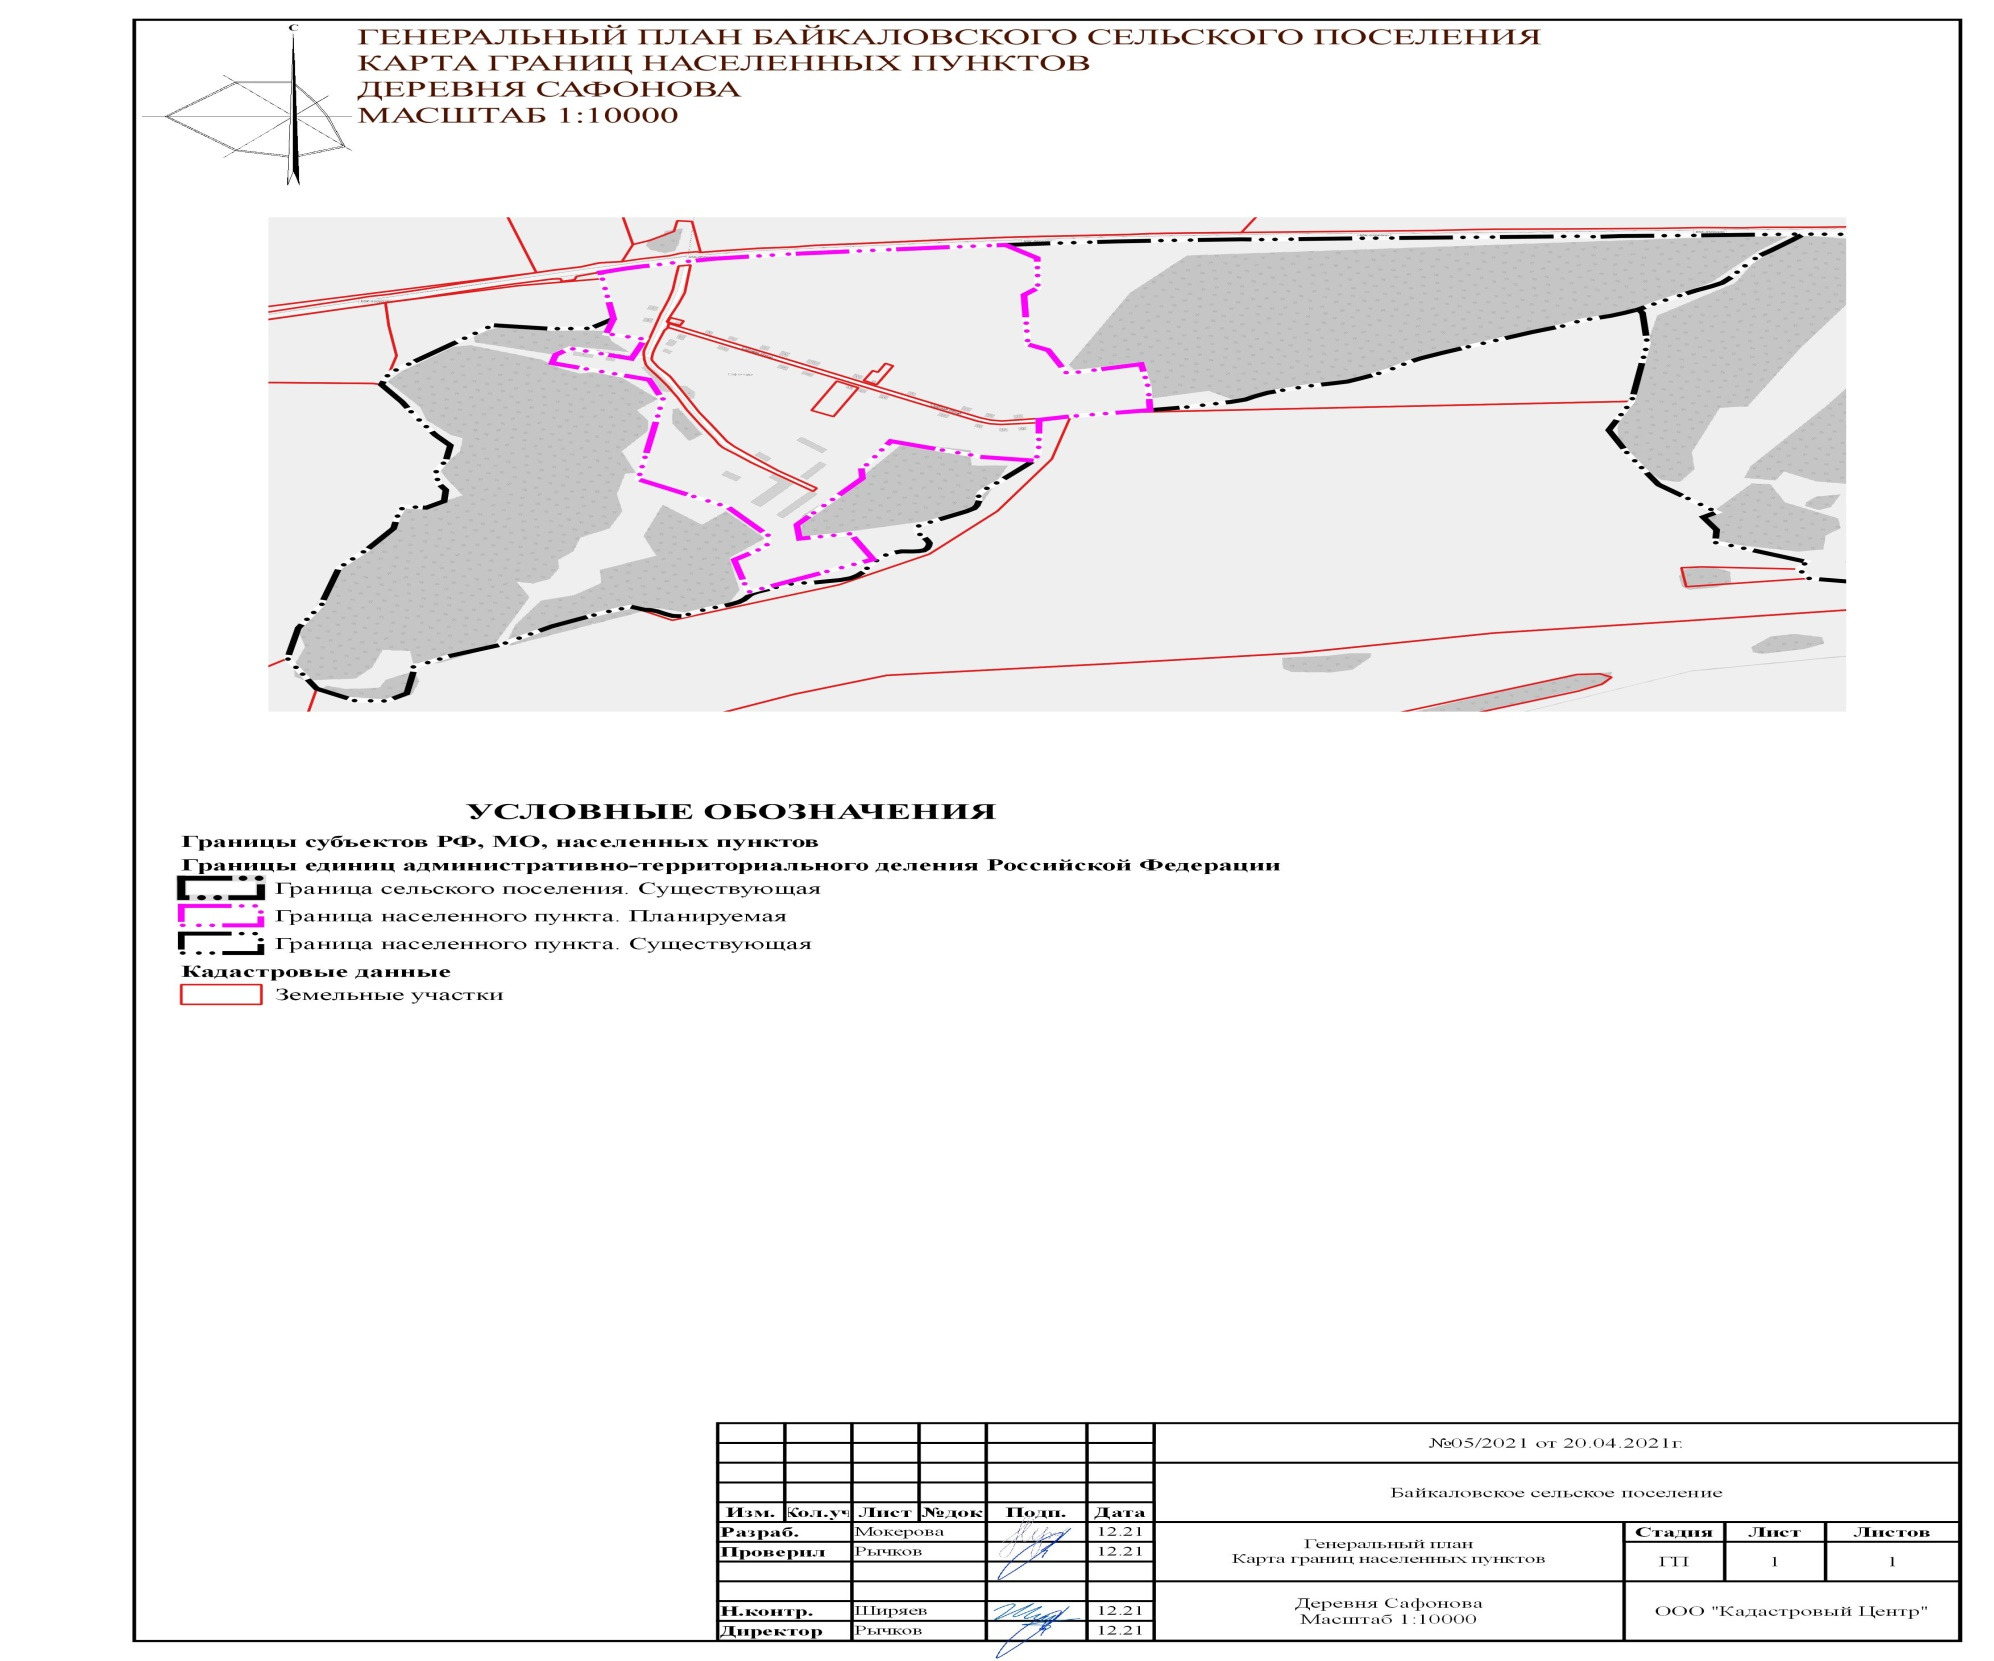 С
ГЕНЕРАЛЬНЫЙ ПЛАН БАЙКАЛОВСКОГО СЕЛЬСКОГО ПОСЕЛЕНИЯ
КАРТА ГРАНИЦ НАСЕЛЕННЫХ ПУНКТОВ
ДЕРЕВНЯ САФОНОВА
МАСШТАБ 1:10000
УСЛОВНЫЕ ОБОЗНАЧЕНИЯ
Границы субъектов РФ, МО, населенных пунктов
Границы единиц административно-территориального деления Российской Федерации
Граница сельского поселения. Существующая
Граница населенного пункта. Планируемая
Граница населенного пункта. Существующая
Кадастровые данные
Земельные участки
№05/2021 от 20.04.2021г.
Байкаловское сельское поселение
Изм. Кол.уч Лист №док Подп. Дата
Разраб. Мокерова 12.21
Проверил Рычков 12.21
Н.контр. Ширяев 12.21
Директор Рычков 12.21
Генеральный план
Карта границ населенных пунктов
Стадия Лист Листов
ГП 1 1
Деревня Сафонова
Масштаб 1:10000
ООО "Кадастровый Центр"